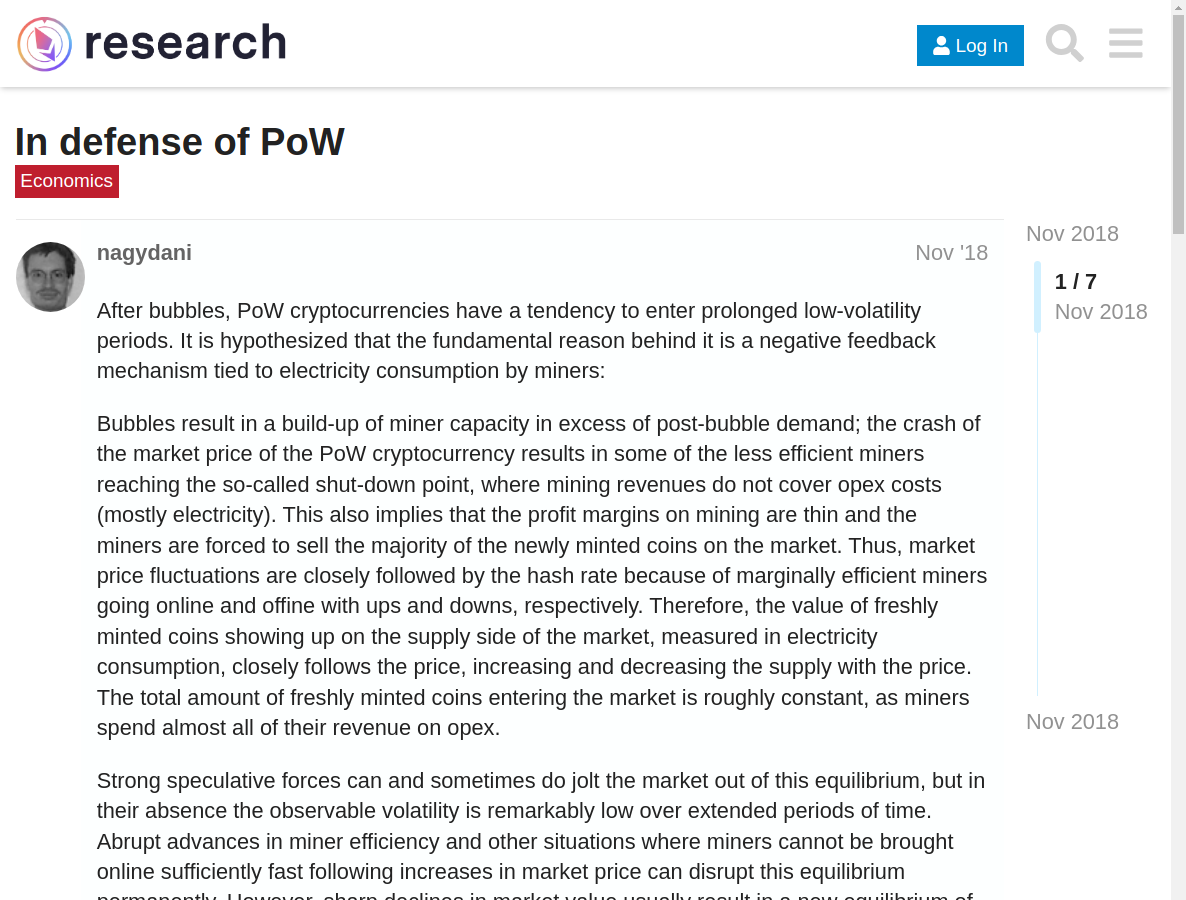 research
Log In
In defense of PoW
Economics
nagydani
Nov '18
After bubbles, PoW cryptocurrencies have a tendency to enter prolonged low-volatility
periods. It is hypothesized that the fundamental reason behind it is a negative feedback
mechanism tied to electricity consumption by miners:
Bubbles result in a build-up of miner capacity in excess of post-bubble demand; the crash of
the market price of the PoW cryptocurrency results in some of the less efficient miners
reaching the so-called shut-down point, where mining revenues do not cover opex costs
(mostly electricity). This also implies that the profit margins on mining are thin and the
miners are forced to sell the majority of the newly minted coins on the market. Thus, market
price fluctuations are closely followed by the hash rate because of marginally efficient miners
going online and offine with ups and downs, respectively. Therefore, the value of freshly
minted coins showing up on the supply side of the market, measured in electricity
consumption, closely follows the price, increasing and decreasing the supply with the price.
The total amount of freshly minted coins entering the market is roughly constant, as miners
spend almost all of their revenue on opex.
Strong speculative forces can and sometimes do jolt the market out of this equilibrium, but in
their absence the observable volatility is remarkably low over extended periods of time.
Abrupt advances in miner efficiency and other situations where miners cannot be brought
online sufficiently fast following increases in market price can disrupt this equilibrium
permanently. However, sharp declines in market value usually result in a new equilibrium of
Nov 2018
1 / 7
Nov 2018
Nov 2018